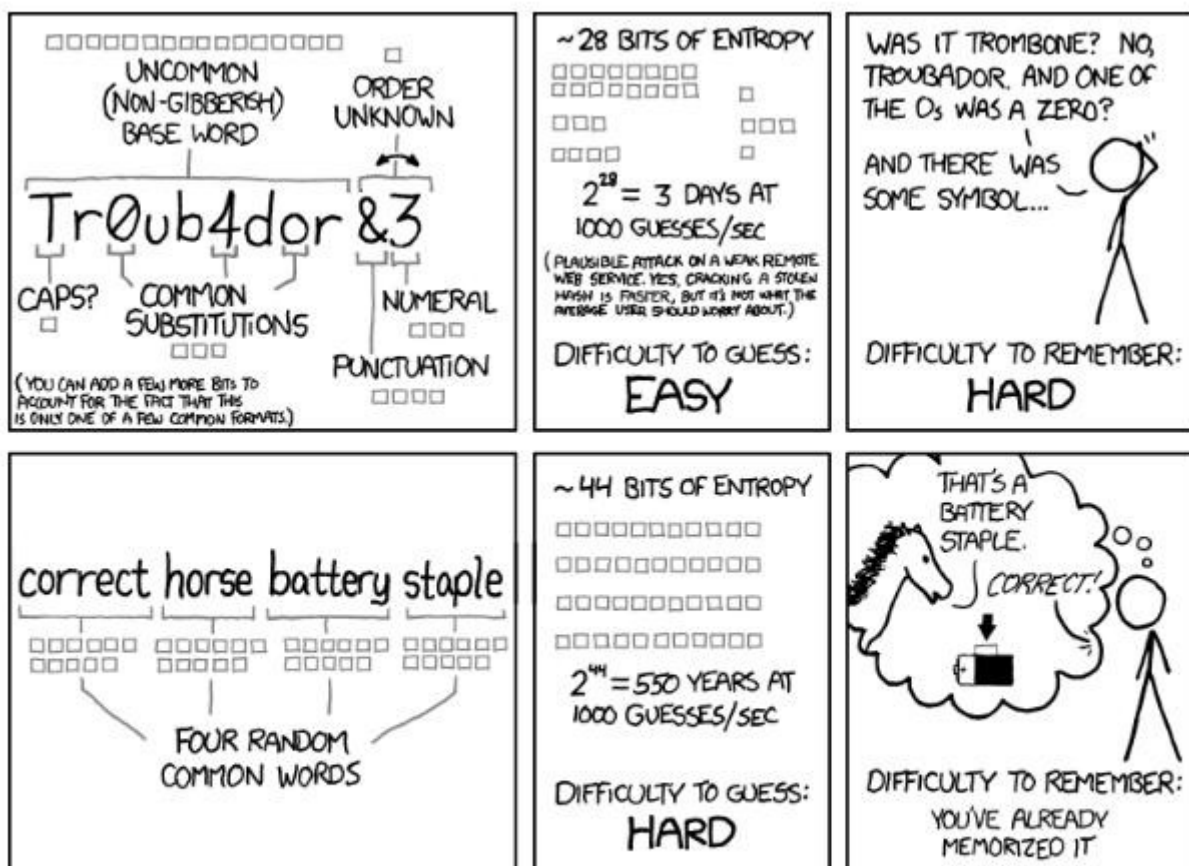 UNCOMMON
(NON-GIBBERISH)
BASE WORD
ORDER
UNKNOWN
Tr0ub4dor &3
CAPS?
COMMON
SUBSTITUTIONS
NUMERAL
PUNCTUATION
(YOU CAN ADD A FEW MORE BITS TO
ACCOUNT FOR THE FACT THAT THIS
IS ONLY ONE OF A FEW COMMON FORMATS.)
~28 BITS OF ENTROPY
2²⁸ = 3 DAYS AT
1000 GUESSES/SEC
(PLAUSIBLE ATTACK ON A WEAK REMOTE
WEB SERVICE. YES, CRACKING A STOLEN
HASH IS FASTER, BUT IT'S NOT WHAT THE
AVERAGE USER SHOULD WORRY ABOUT.)
DIFFICULTY TO GUESS:
EASY
WAS IT TROMBONE? NO,
TROUBADOR. AND ONE OF
THE Os WAS A ZERO?
AND THERE WAS
SOME SYMBOL...
DIFFICULTY TO REMEMBER:
HARD
correct horse battery staple
FOUR RANDOM
COMMON WORDS
~44 BITS OF ENTROPY
2⁴⁴ = 550 YEARS AT
1000 GUESSES/SEC
DIFFICULTY TO GUESS:
HARD
THAT'S A
BATTERY
STAPLE.
CORRECT!
DIFFICULTY TO REMEMBER:
YOU'VE ALREADY
MEMORIZED IT